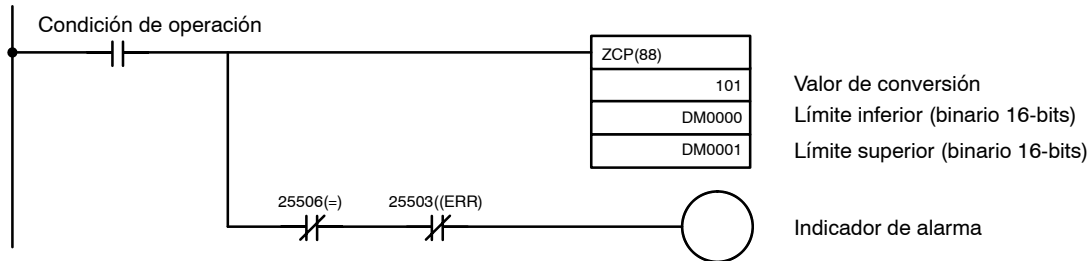 Condición de operación
ZCP(88)
101 Valor de conversión
DM0000 Límite inferior (binario 16-bits)
DM0001 Límite superior (binario 16-bits)
25506(=) 25503((ERR)
Indicador de alarma